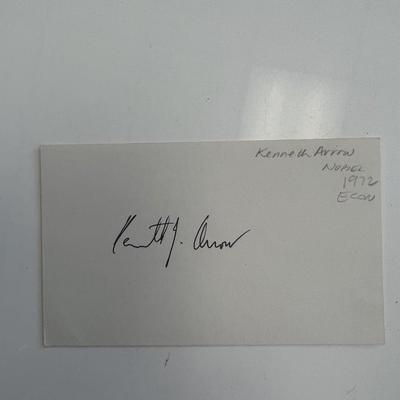 Kenneth Arrow
NOBEL
1972
ECON
Kenneth J. Arrow